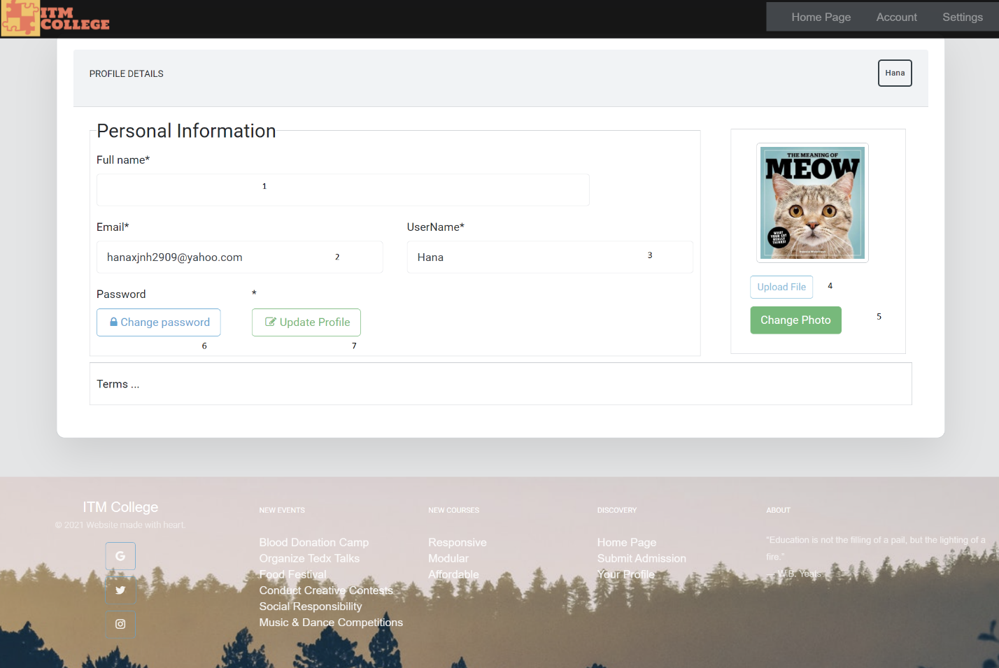 ITM
COLLEGE
Home Page Account Settings
PROFILE DETAILS
Hana
Personal Information
Full name*
1
Email*
UserName*
hanaxjnh2909@yahoo.com 2
Hana 3
Password *
Change password
Update Profile
6
7
THE MEANING OF
MEOW
WHAT
YOUR CAT
REALLY
THINKS!
Upload File 4
Change Photo 5
Terms ...
ITM College
© 2021 Website made with heart.
G
NEW EVENTS
Blood Donation Camp
Organize Tedx Talks
Food Festival
Conduct Creative Contests
Social Responsibility
Music & Dance Competitions
NEW COURSES
Responsive
Modular
Affordable
DISCOVERY
Home Page
Submit Admission
Your Profile
ABOUT
"Education is not the filling of a pail, but the lighting of a
fire."
— W.B. Yeats